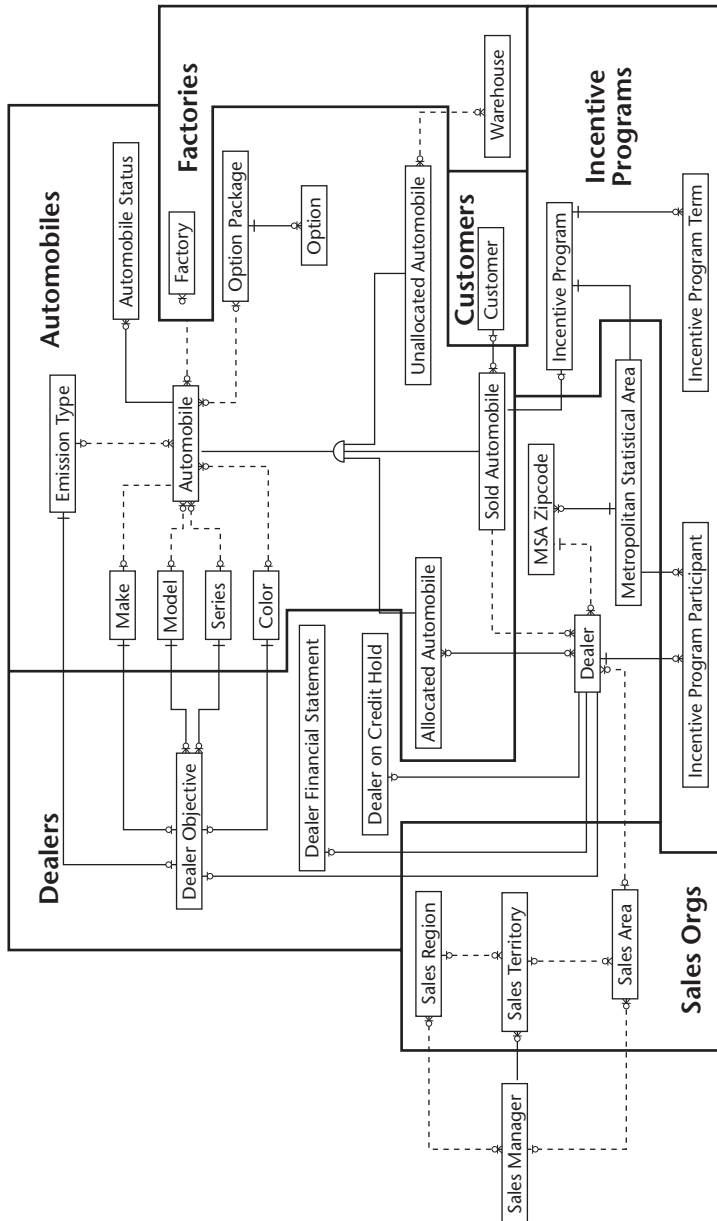 Dealers
Automobiles
Factories
Customers
Incentive
Programs
Sales Orgs
Emission Type
Automobile Status
Make
Model
Series
Color
Automobile
Factory
Option Package
Option
Dealer Objective
Dealer Financial Statement
Dealer on Credit Hold
Allocated Automobile
Sold Automobile
Unallocated Automobile
Warehouse
Customer
Sales Region
Sales Territory
Sales Area
Sales Manager
Dealer
MSA Zipcode
Metropolitan Statistical Area
Incentive Program
Incentive Program Participant
Incentive Program Term